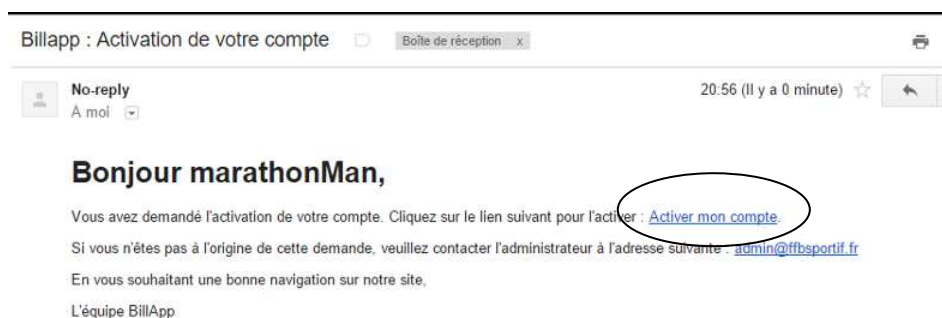 Billapp : Activation de votre compte Boîte de réception x
No-reply 20:56 (Il y a 0 minute)
À moi
Bonjour marathonMan,
Vous avez demandé l'activation de votre compte. Cliquez sur le lien suivant pour l'activer : Activer mon compte.
Si vous n'êtes pas à l'origine de cette demande, veuillez contacter l'administrateur à l'adresse suivante : admin@ffbsportif.fr
En vous souhaitant une bonne navigation sur notre site,
L'équipe BillApp